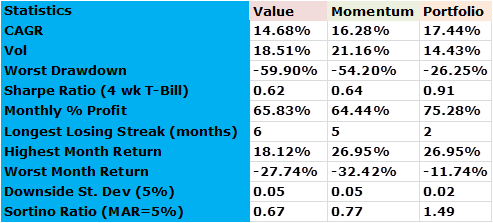 Statistics Value Momentum Portfolio
CAGR 14.68% 16.28% 17.44%
Vol 18.51% 21.16% 14.43%
Worst Drawdown -59.90% -54.20% -26.25%
Sharpe Ratio (4 wk T-Bill) 0.62 0.64 0.91
Monthly % Profit 65.83% 64.44% 75.28%
Longest Losing Streak (months) 6 5 2
Highest Month Return 18.12% 26.95% 26.95%
Worst Month Return -27.74% -32.42% -11.74%
Downside St. Dev (5%) 0.05 0.05 0.02
Sortino Ratio (MAR=5%) 0.67 0.77 1.49